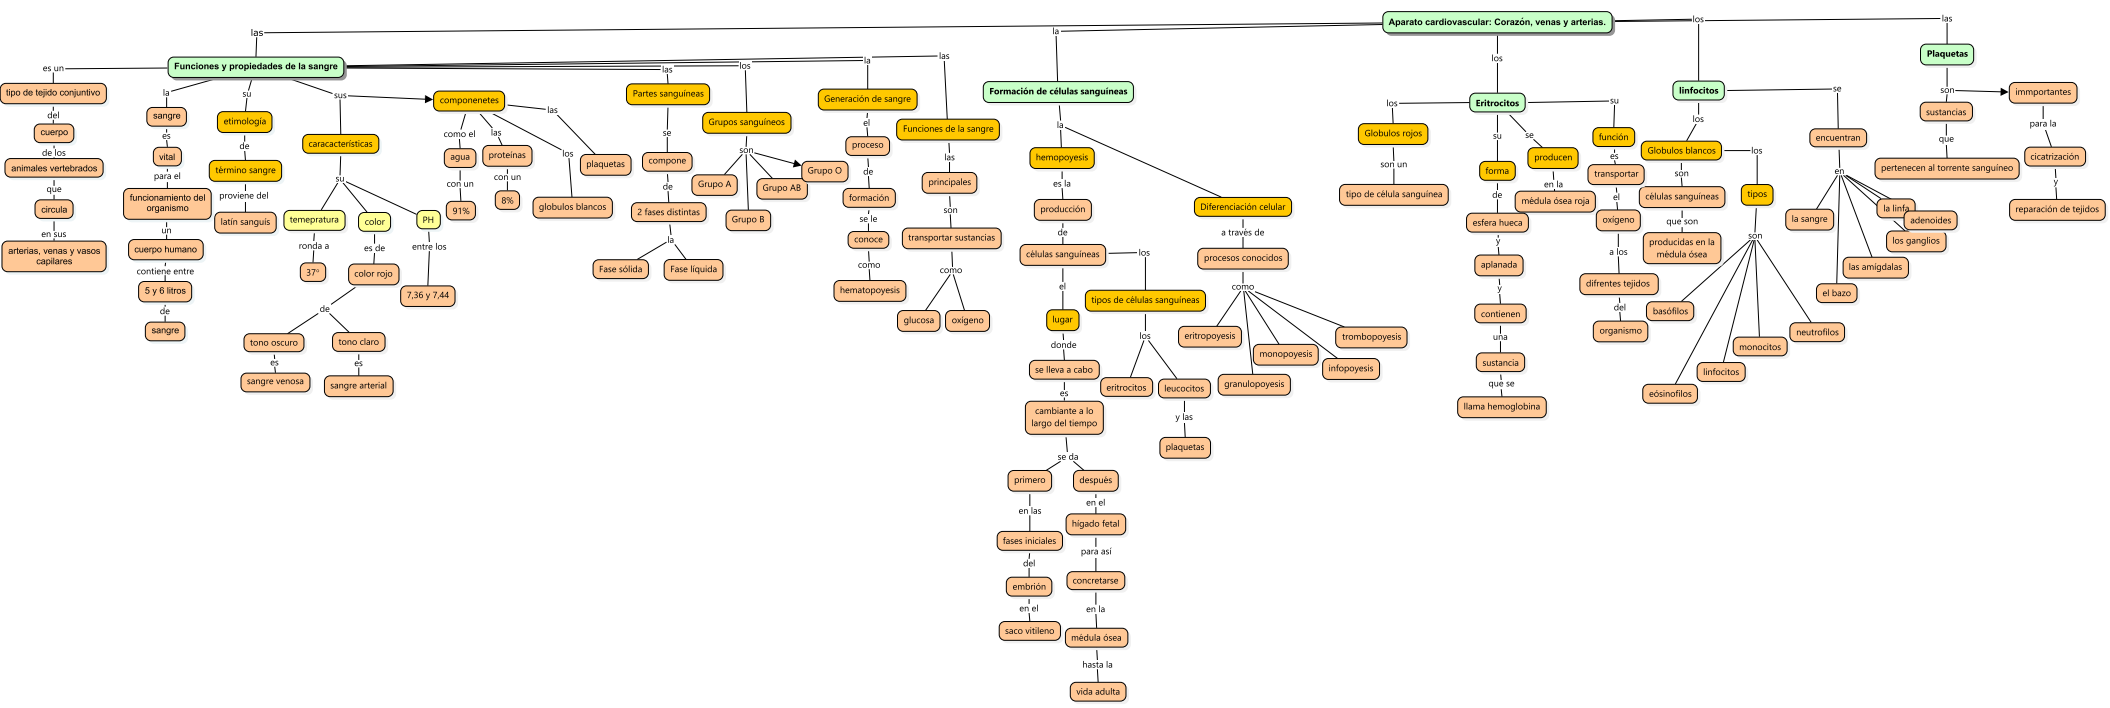 Aparato cardiovascular: Corazón, venas y arterias.
las
la
los
los
las
Funciones y propiedades de la sangre
es un
tipo de tejido conjuntivo
del
cuerpo
de los
animales vertebrados
que
círcula
en sus
arterias, venas y vasos
capilares
la
sangre
es
vital
para el
funcionamiento del
organismo
un
cuerpo humano
contiene entre
5 y 6 litros
de
sangre
su
etimología
de
tèrmino sangre
proviene del
latín sanguís
sus
caracacterísticas
su
temepratura
ronda a
37º
color
es de
color rojo
de
tono oscuro
es
sangre venosa
tono claro
es
sangre arterial
PH
entre los
7,36 y 7,44
componenetes
como el
agua
con un
91%
las
proteínas
con un
8%
los
globulos blancos
las
plaquetas
las
Partes sanguíneas
se
compone
de
2 fases distintas
la
Fase sólida
Fase líquida
los
Grupos sanguíneos
son
Grupo A
Grupo B
Grupo AB
Grupo O
la
Generación de sangre
el
proceso
de
formación
se le
conoce
como
hematopoyesis
las
Funciones de la sangre
las
principales
son
transportar sustancias
como
glucosa
oxígeno
Formación de células sanguíneas
la
hemopoyesis
es la
producción
de
células sanguíneas
el
lugar
donde
se lleva a cabo
es
cambiante a lo
largo del tiempo
se da
primero
en las
fases iniciales
del
embrión
en el
saco vitileno
después
en el
hígado fetal
para así
concretarse
en la
médula ósea
hasta la
vida adulta
los
tipos de células sanguíneas
los
eritrocitos
leucocitos
y las
plaquetas
Diferenciación celular
a través de
procesos conocidos
como
eritropoyesis
granulopoyesis
monopoyesis
infopoyesis
trombopoyesis
Eritrocitos
los
Globulos rojos
son un
tipo de célula sanguínea
su
forma
de
esfera hueca
y
aplanada
y
contienen
una
sustancia
que se
llama hemoglobina
se
producen
en la
mèdula ósea roja
su
función
es
transportar
el
oxígeno
a los
difrentes tejidos
del
organismo
linfocitos
los
Globulos blancos
son
células sanguíneas
que son
producidas en la
mèdula ósea
los
tipos
son
basófilos
eósinofilos
linfocitos
monocitos
neutrofilos
se
encuentran
en
la sangre
el bazo
las amígdalas
los ganglios
la linfa
adenoides
Plaquetas
son
sustancias
que
pertenecen al torrente sanguíneo
immportantes
para la
cicatrización
y
reparación de tejidos